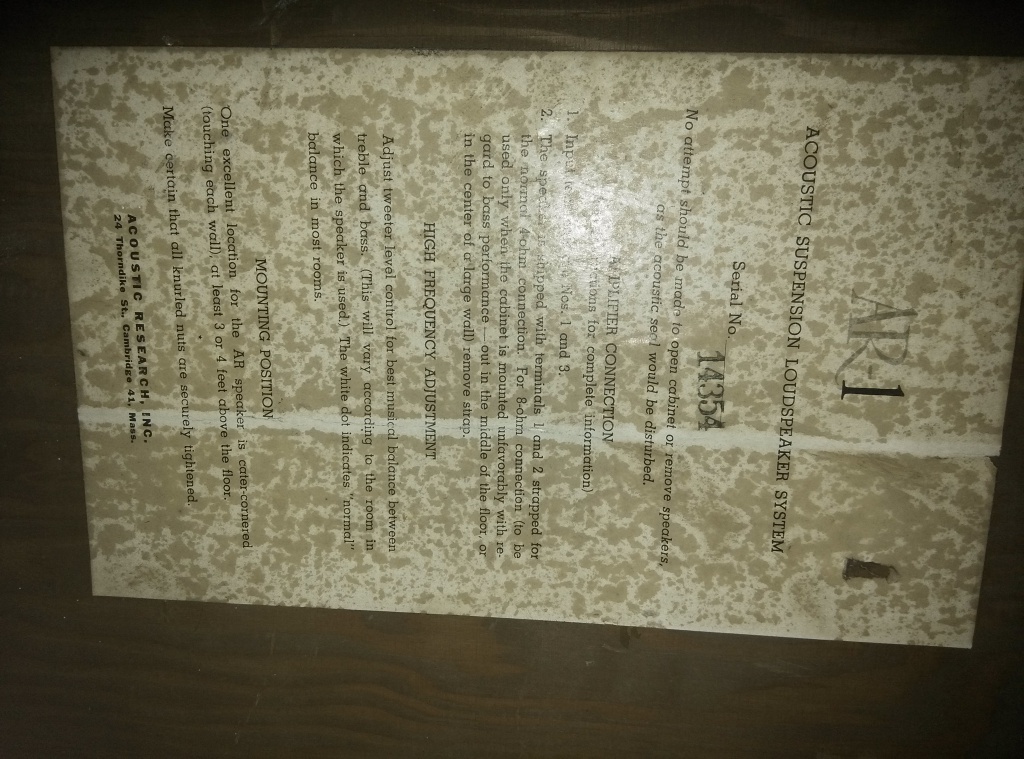 AR-1
ACOUSTIC SUSPENSION LOUDSPEAKER SYSTEM
Serial No. 14354
No attempt should be made to open cabinet or remove speakers,
as the acoustic seal would be disturbed.
AMPLIFIER CONNECTION
for complete information)
1. Input Nos. 1 and 3.
2. The speaker is shipped with terminals 1 and 2 strapped for
the normal 4-ohm connection. For 8-ohm connection (to be
used only when the cabinet is mounted unfavorably with re-
gard to bass performance — out in the middle of the floor, or
in the center of a large wall) remove strap.
HIGH FREQUENCY ADJUSTMENT
Adjust tweeter level control for best musical balance between
treble and bass. (This will vary according to the room in
which the speaker is used.) The white dot indicates "normal"
balance in most rooms.
MOUNTING POSITION
One excellent location for the AR speaker is cater-cornered
(touching each wall), at least 3 or 4 feet above the floor.
Make certain that all knurled nuts are securely tightened.
ACOUSTIC RESEARCH, INC.
24 Thorndike St., Cambridge 41, Mass.